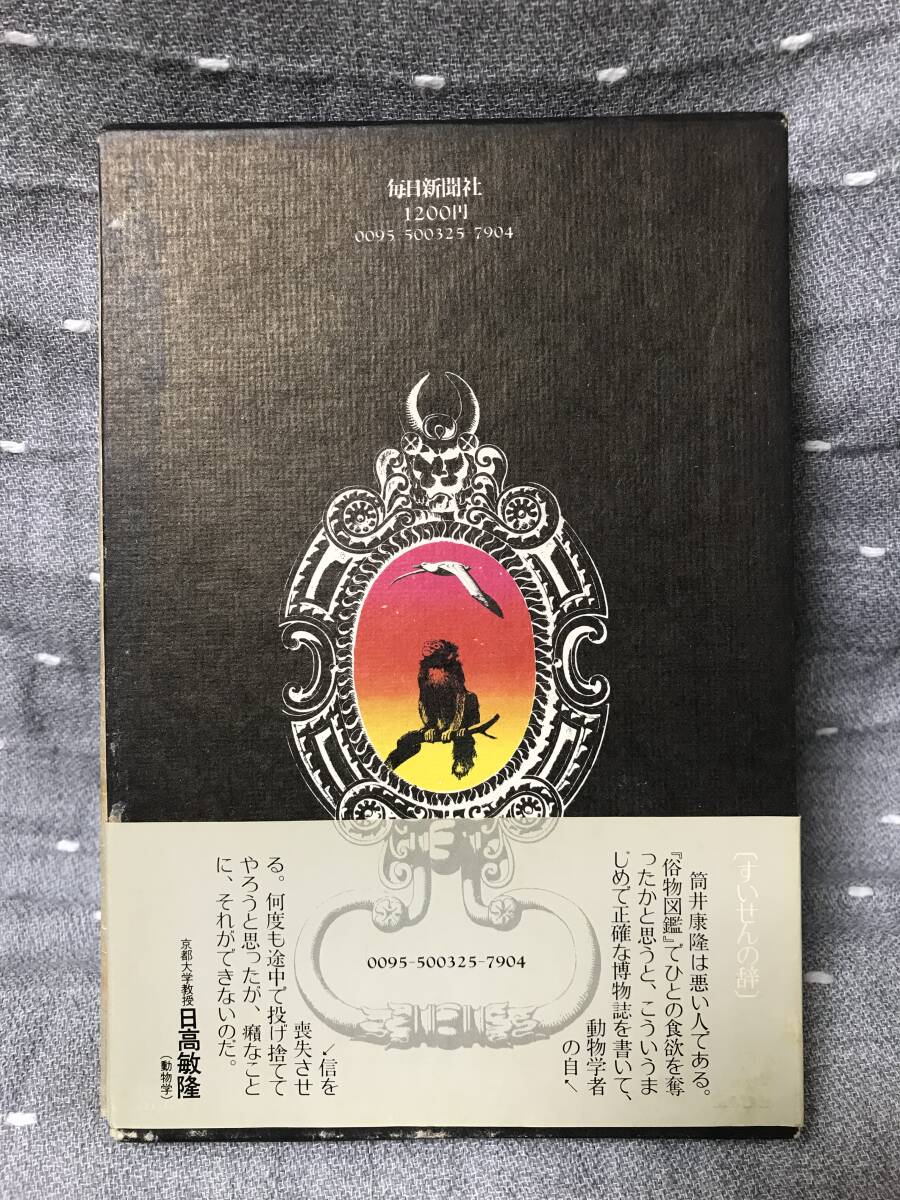 毎日新聞社
1200円
0095-500325-7904
〔すいせんの辞〕
筒井康隆は悪い人である。
『俗物図鑑』でひとの食欲を奪
ったかと思うと、こういうま
じめで正確な博物誌を書いて、
動物学者
の自↖
↙信を
喪失させ
る。何度も途中で投げ捨てて
やろうと思ったが、癪なこと
に、それができないのだ。
京都大学教授 日高敏隆 (動物学)
0095-500325-7904